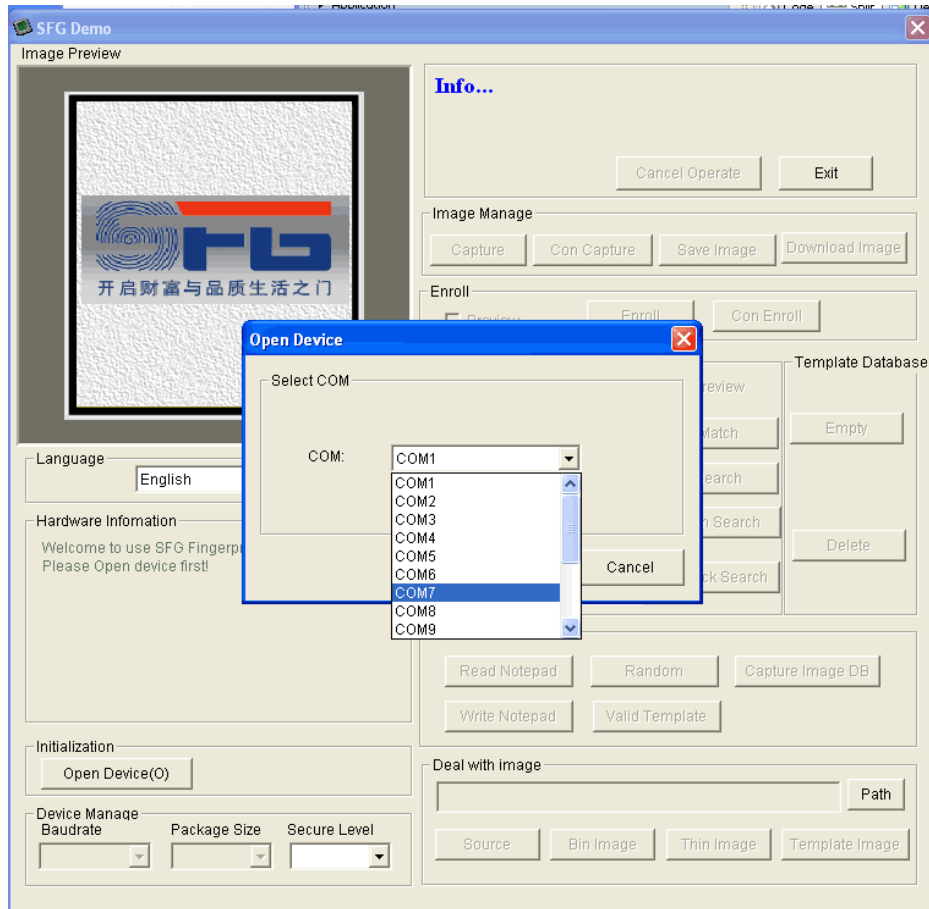 SFG Demo
Image Preview
Info...
Cancel Operate
Exit
Image Manage
Capture
Con Capture
Save Image
Download Image
开启财富与品质生活之门
Enroll
Preview
Enroll
Con Enroll
Open Device
Select COM
COM:
COM1
COM1
COM2
COM3
COM4
COM5
COM6
COM7
COM8
COM9
Cancel
Template Database
Empty
Delete
Search
Language
English
Hardware Infomation
Welcome to use SFG
Please Open device first!
Read Notepad
Random
Capture Image DB
Write Notepad
Valid Template
Initialization
Open Device(O)
Deal with image
Path
Device Manage
Baudrate
Package Size
Secure Level
Source
Bin Image
Thin Image
Template Image